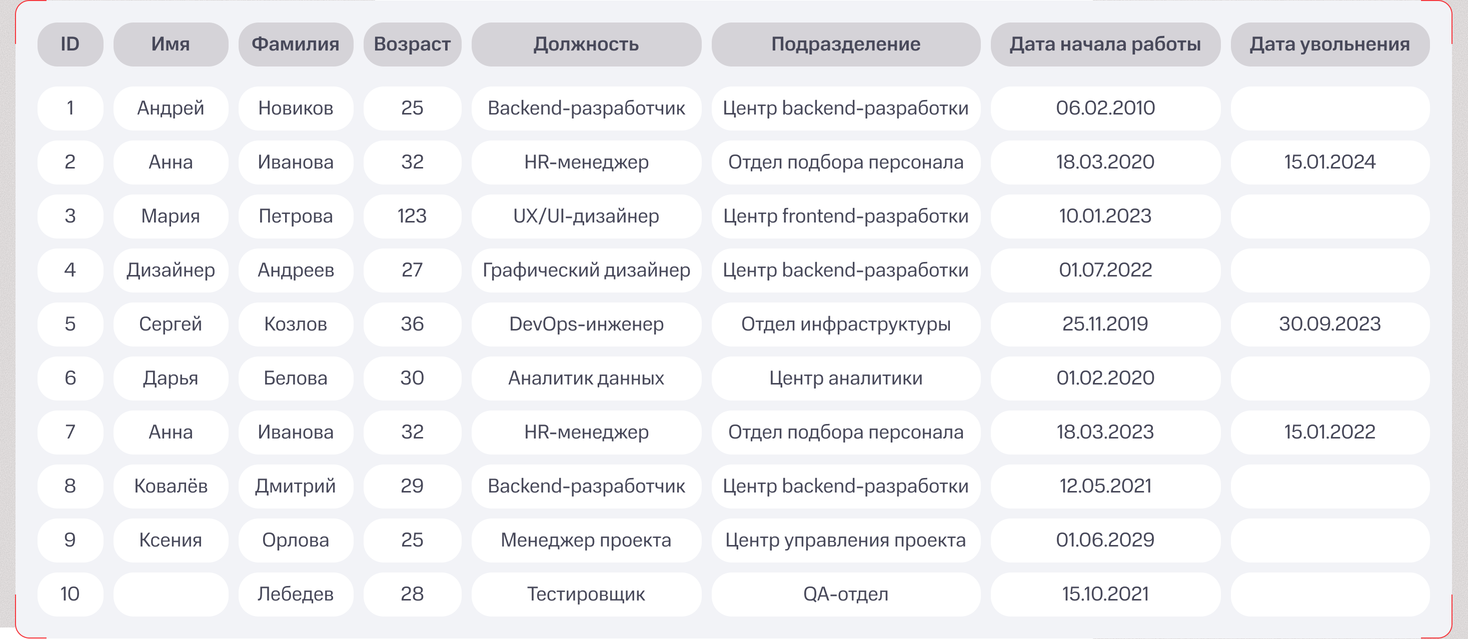 ID Имя Фамилия Возраст Должность Подразделение Дата начала работы Дата увольнения
1 Андрей Новиков 25 Backend-разработчик Центр backend-разработки 06.02.2010
2 Анна Иванова 32 HR-менеджер Отдел подбора персонала 18.03.2020 15.01.2024
3 Мария Петрова 123 UX/UI-дизайнер Центр frontend-разработки 10.01.2023
4 Дизайнер Андреев 27 Графический дизайнер Центр backend-разработки 01.07.2022
5 Сергей Козлов 36 DevOps-инженер Отдел инфраструктуры 25.11.2019 30.09.2023
6 Дарья Белова 30 Аналитик данных Центр аналитики 01.02.2020
7 Анна Иванова 32 HR-менеджер Отдел подбора персонала 18.03.2023 15.01.2022
8 Ковалёв Дмитрий 29 Backend-разработчик Центр backend-разработки 12.05.2021
9 Ксения Орлова 25 Менеджер проекта Центр управления проекта 01.06.2029
10 Лебедев 28 Тестировщик QA-отдел 15.10.2021